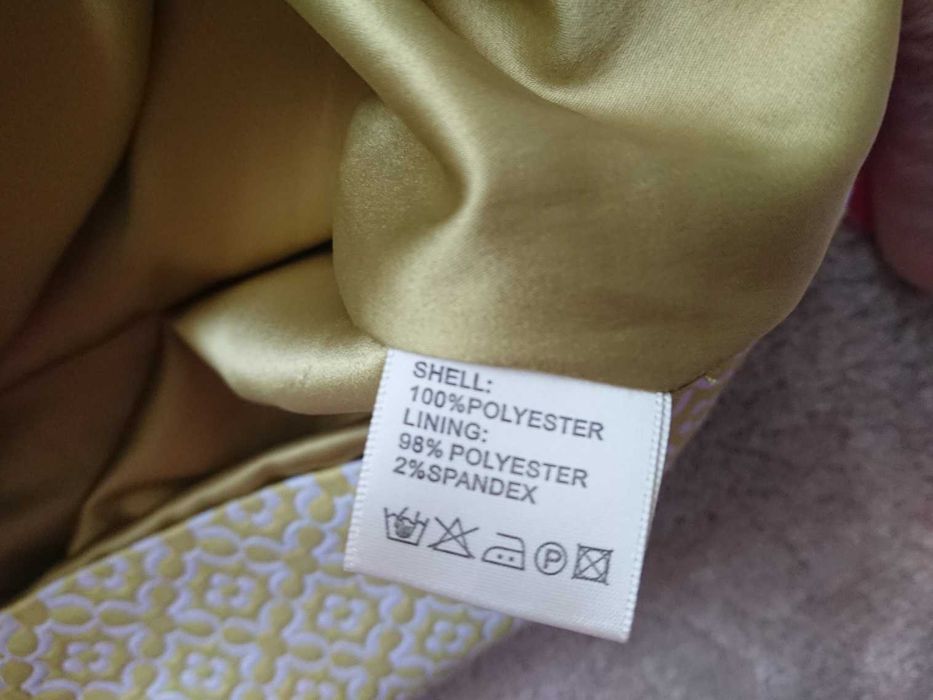 SHELL:
100%POLYESTER
LINING:
98% POLYESTER
2%SPANDEX
P